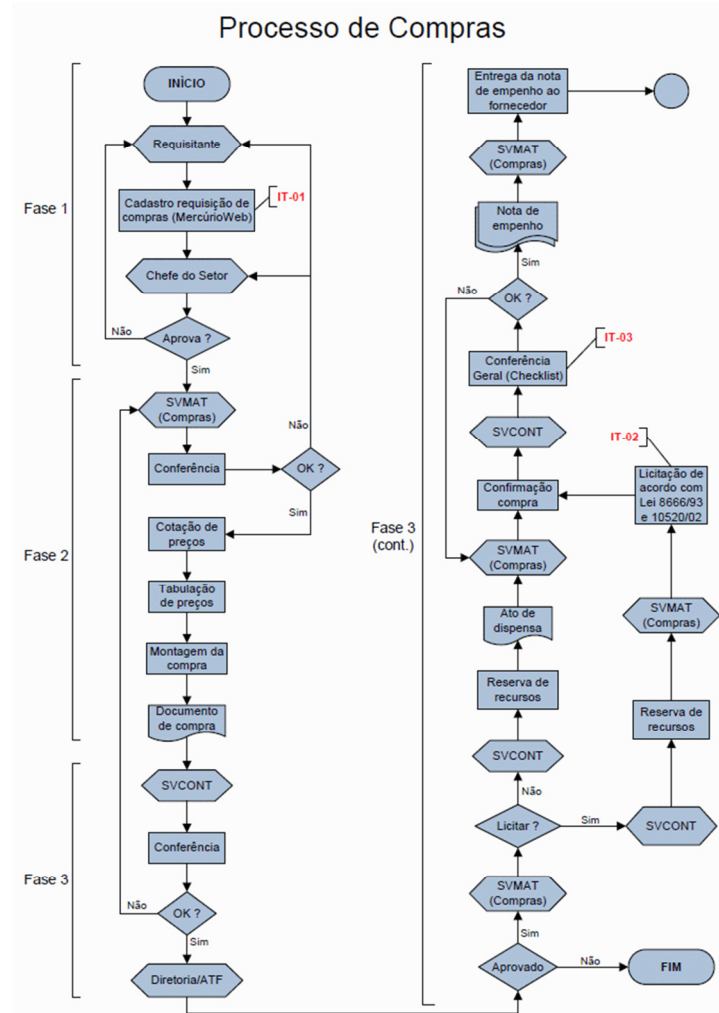 Processo de Compras
INÍCIO
Requisitante
Cadastro requisição de
compras (MercúrioWeb)
IT-01
Fase 1
Chefe do Setor
Não
Aprova ?
Sim
SVMAT
(Compras)
Não
Conferência
OK ?
Sim
Cotação de
preços
Fase 2
Tabulação
de preços
Montagem da
compra
Documento
de compra
SVCONT
Conferência
Fase 3
Não
OK ?
Sim
Diretoria/ATF
Entrega da nota
de empenho ao
fornecedor
SVMAT
(Compras)
Nota de
empenho
Sim
Não
OK ?
IT-03
Conferência
Geral (Checklist)
SVCONT
IT-02
Confirmação
compra
Licitação de
acordo com
Lei 8666/93
e 10520/02
Fase 3
(cont.)
SVMAT
(Compras)
Ato de
dispensa
SVMAT
(Compras)
Reserva de
recursos
Reserva de
recursos
SVCONT
Não
Licitar ?
Sim
SVCONT
SVMAT
(Compras)
Sim
Aprovado
Não
FIM